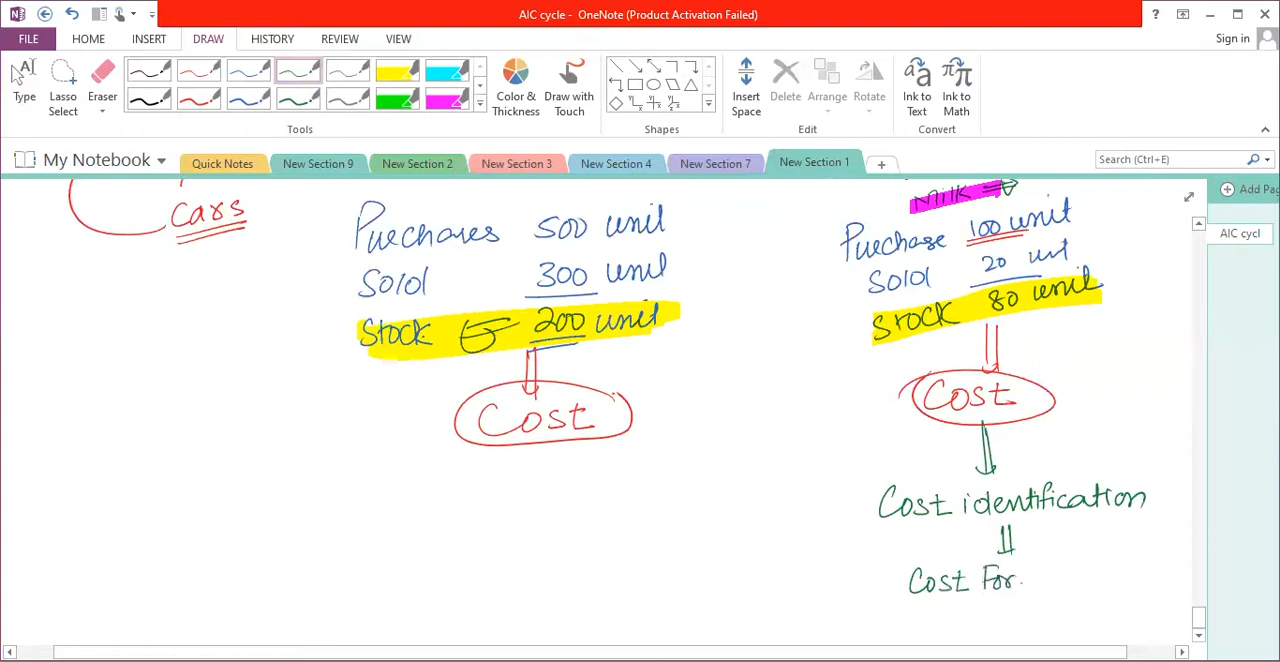 AIC cycle - OneNote (Product Activation Failed)
FILE HOME INSERT DRAW HISTORY REVIEW VIEW
Sign in
Type
Lasso Select
Eraser
Color & Thickness
Draw with Touch
Insert Space
Delete
Arrange
Rotate
Ink to Text
Ink to Math
Tools
Shapes
Edit
Convert
My Notebook
Quick Notes
New Section 9
New Section 2
New Section 3
New Section 4
New Section 7
New Section 1
Search (Ctrl+E)
Add Pag
AIC cycl
Cars
Purchases 500 unit
Sold 300 unit
Stock 200 unit
Cost
Milk
Purchase 100 unit
Sold 20 unit
Stock 80 unit
Cost
Cost identification
Cost For